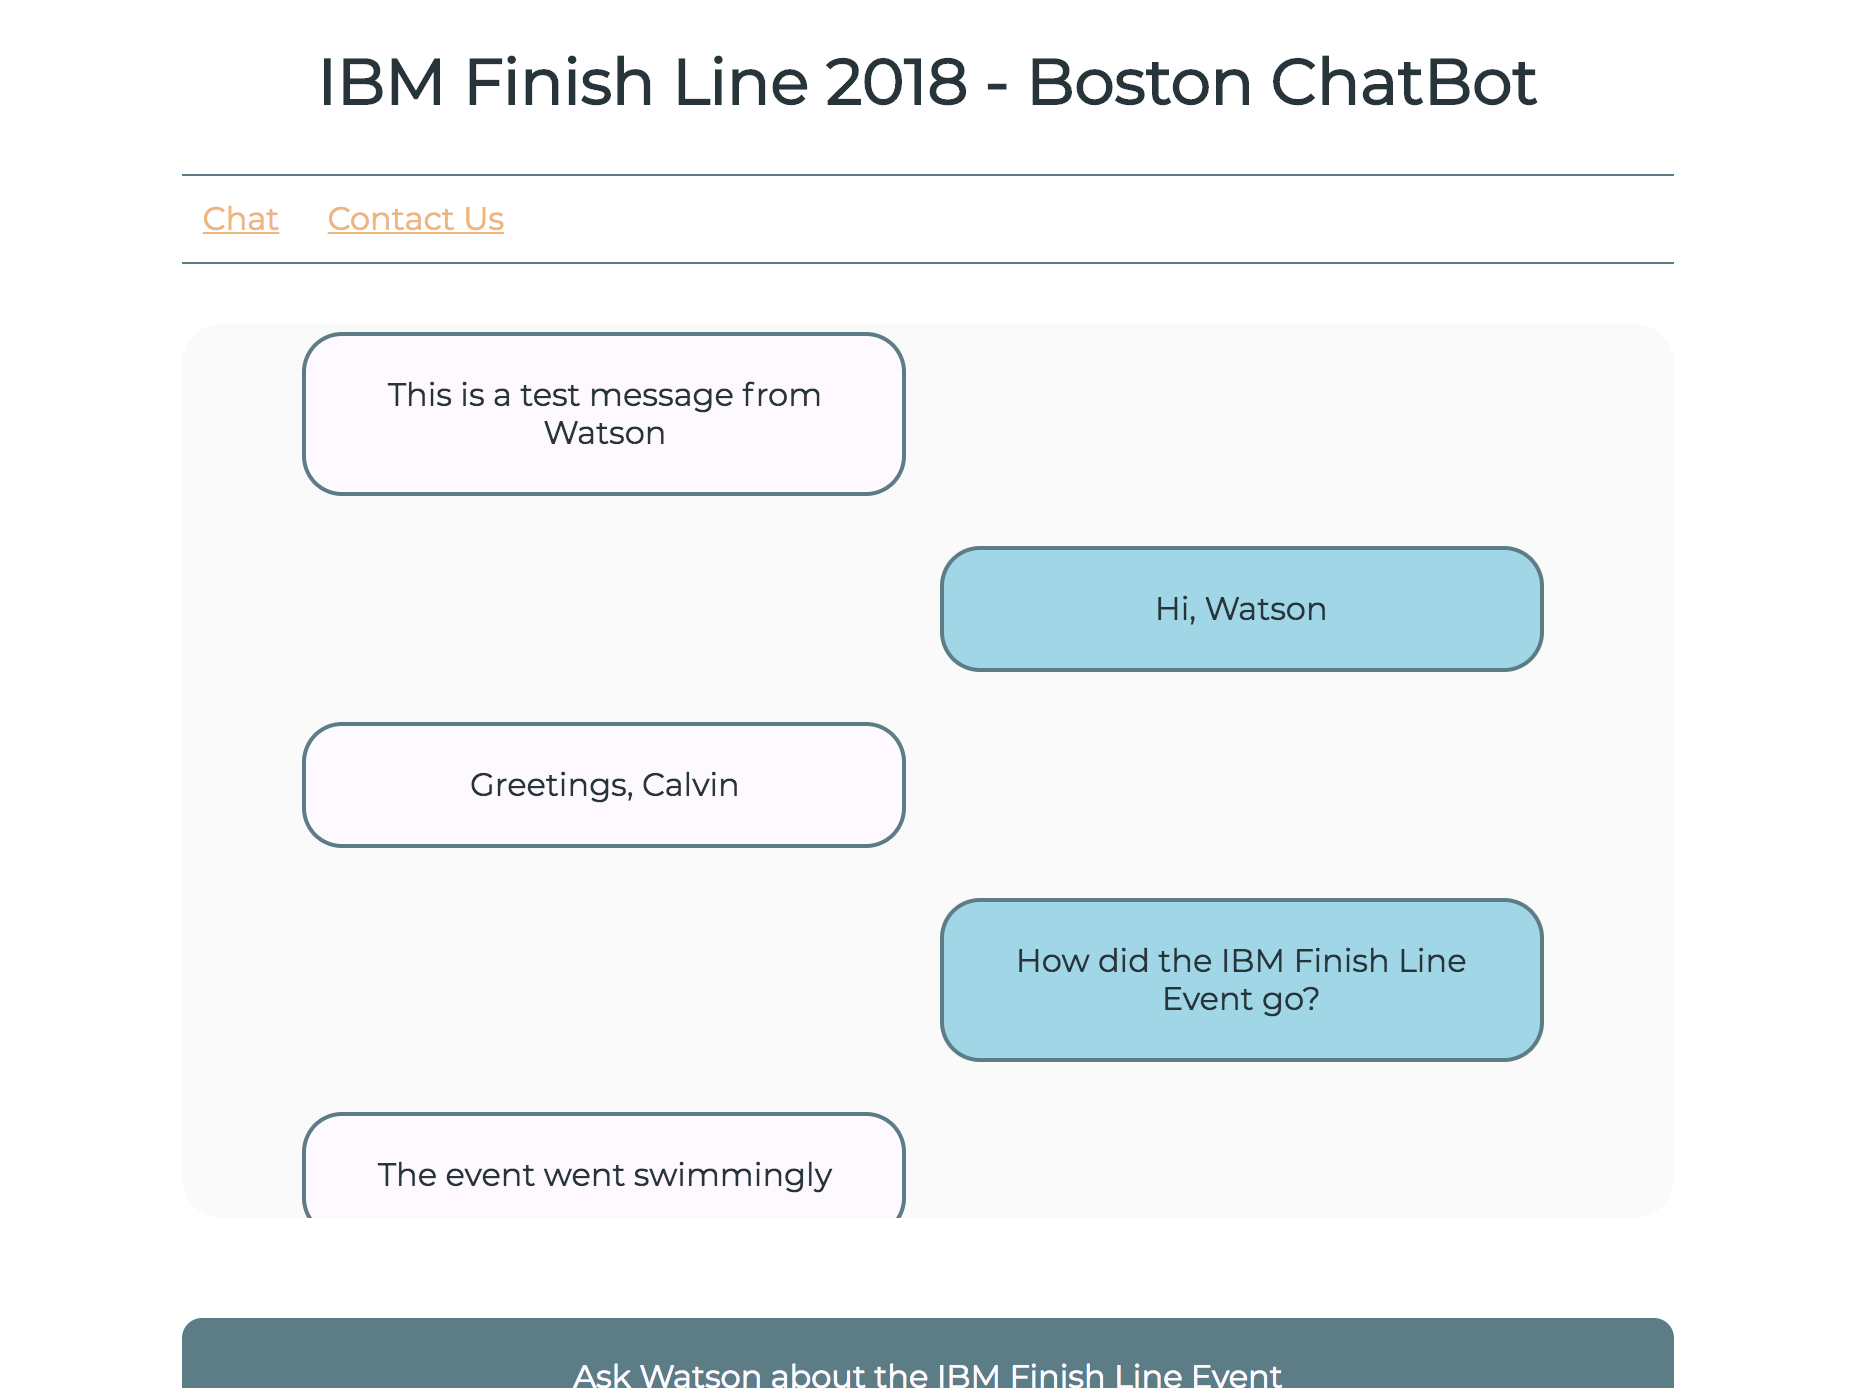 IBM Finish Line 2018 - Boston ChatBot
Chat Contact Us
This is a test message from
Watson
Hi, Watson
Greetings, Calvin
How did the IBM Finish Line
Event go?
The event went swimmingly
Ask Watson about the IBM Finish Line Event